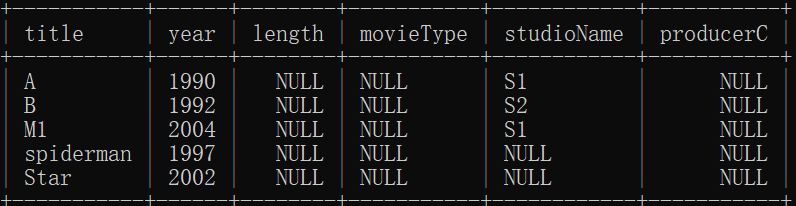 title year length movieType studioName producerC
A 1990 NULL NULL S1 NULL
B 1992 NULL NULL S2 NULL
M1 2004 NULL NULL S1 NULL
spiderman 1997 NULL NULL NULL NULL
Star 2002 NULL NULL NULL NULL